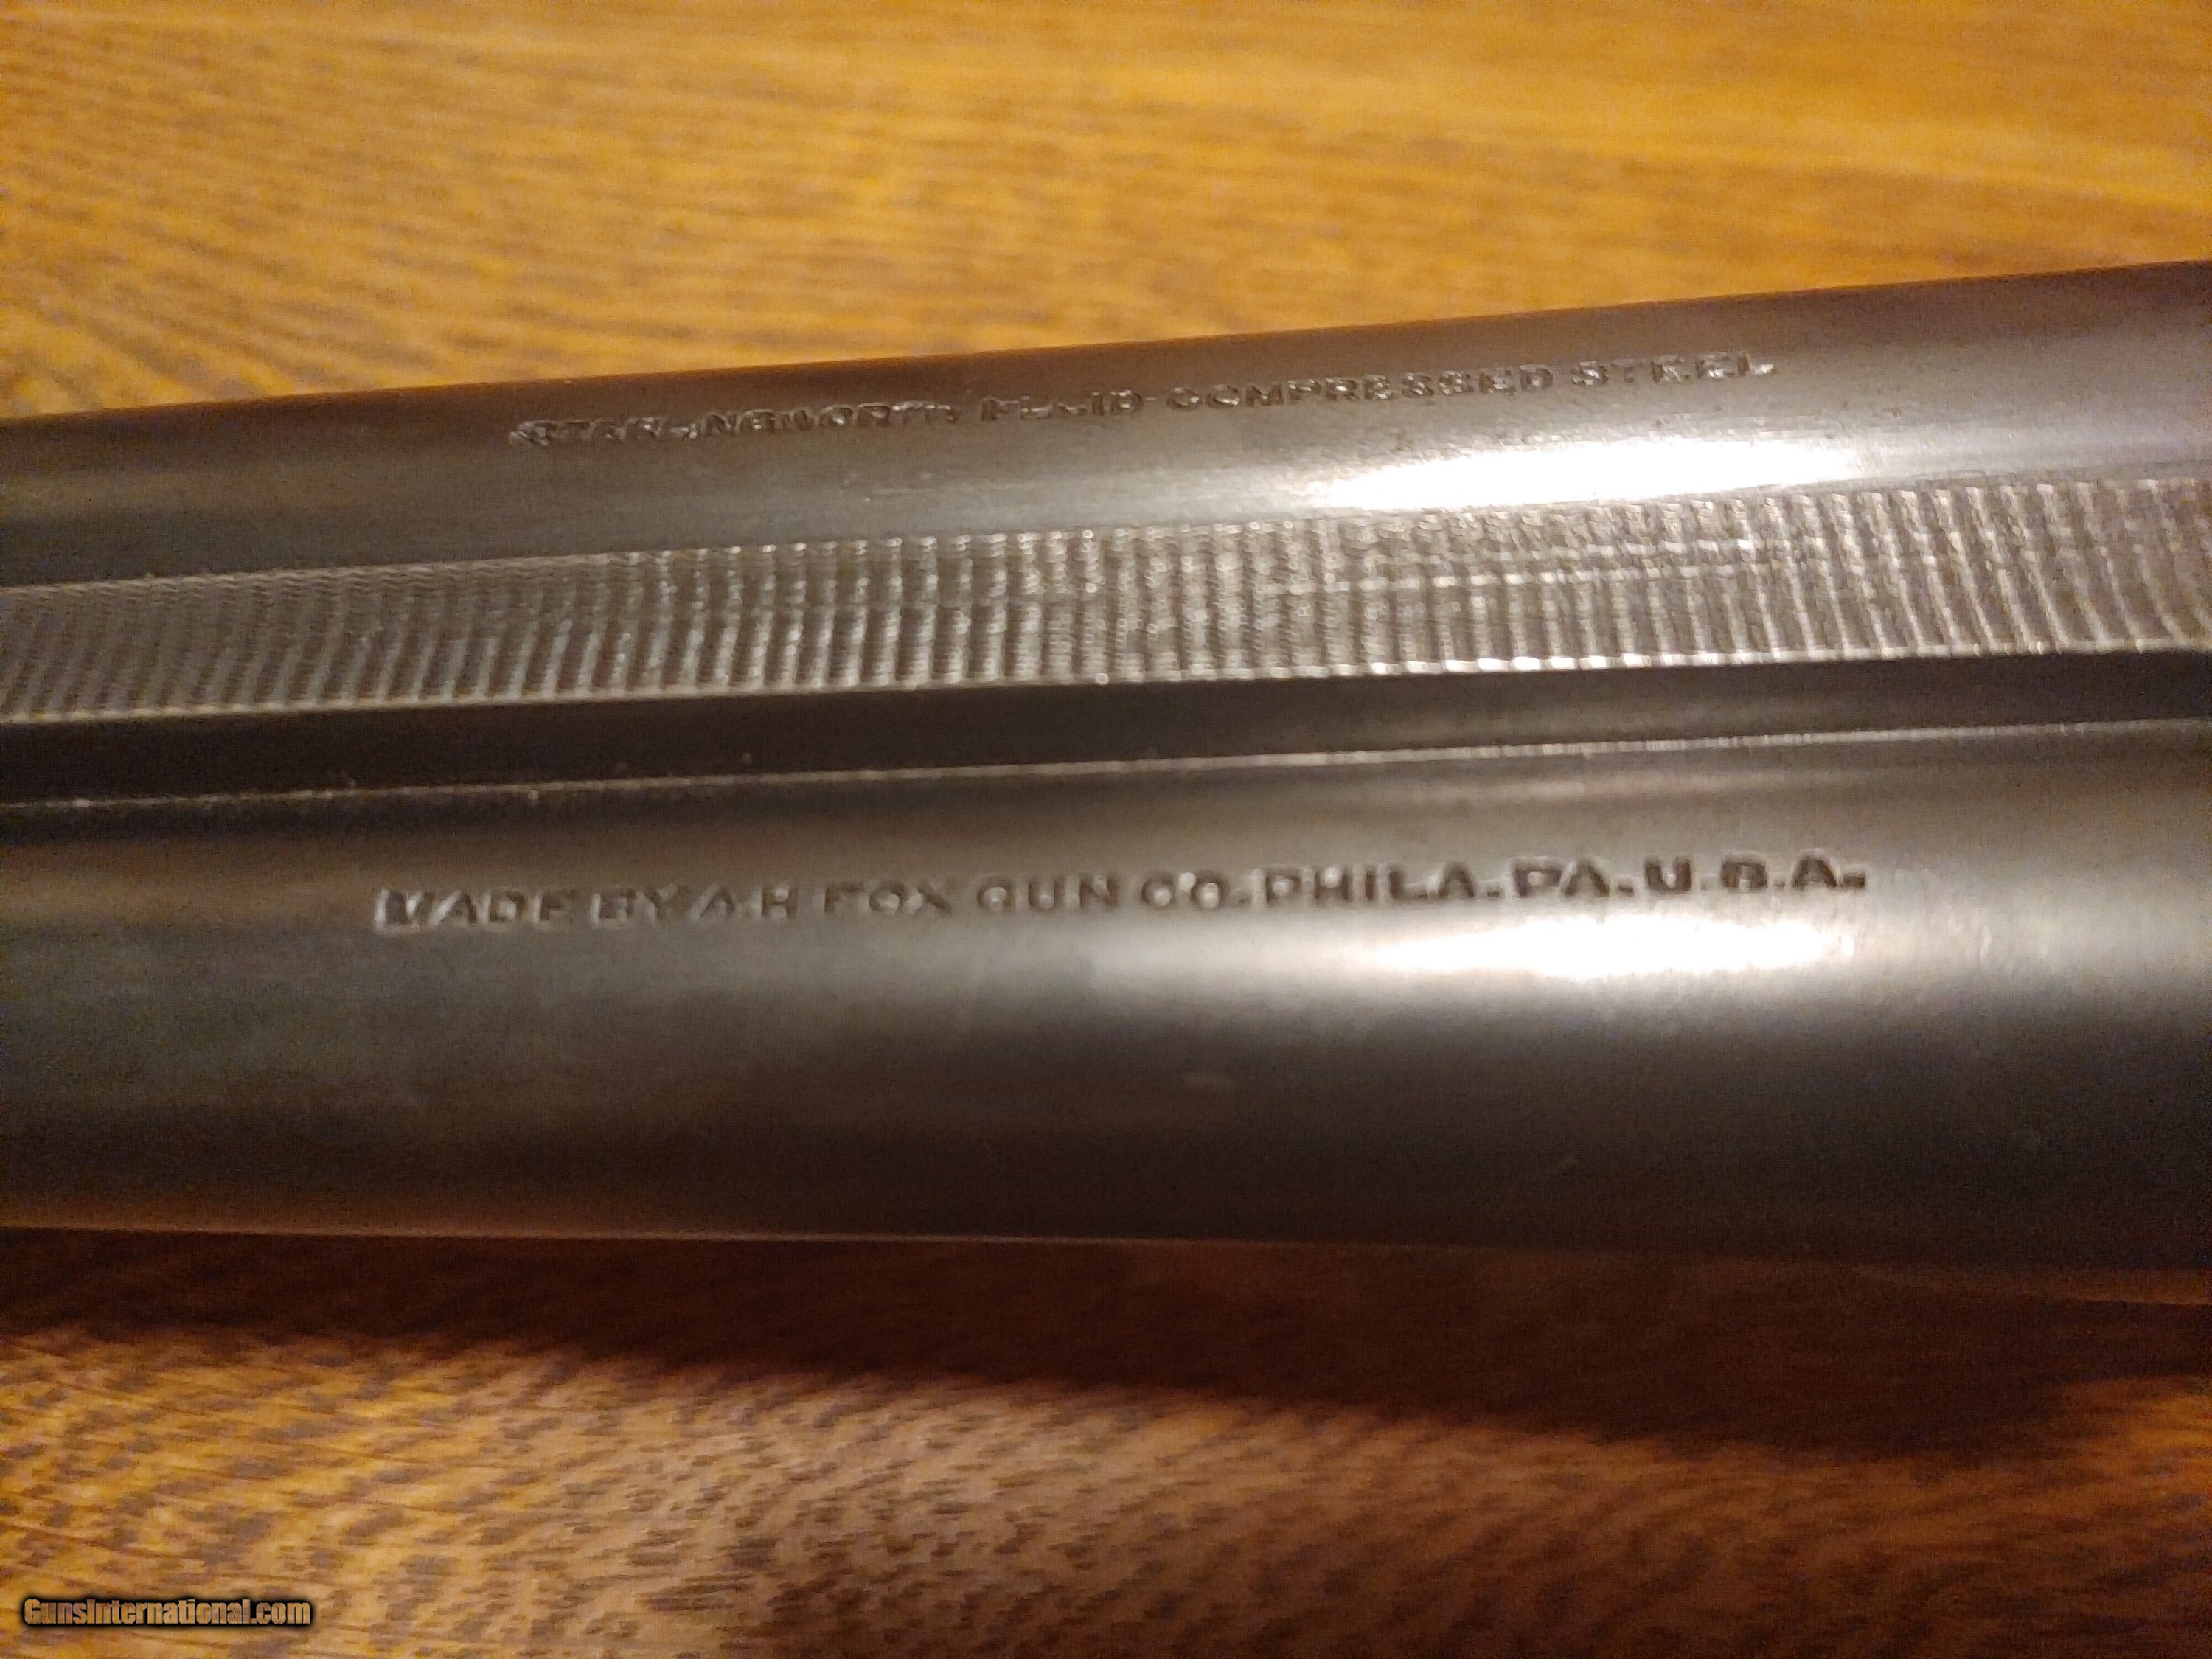 STERLINGWORTH FLUID COMPRESSED STEEL
MADE BY A.H FOX GUN CO. PHILA. PA. U.S.A.
GunsInternational.com